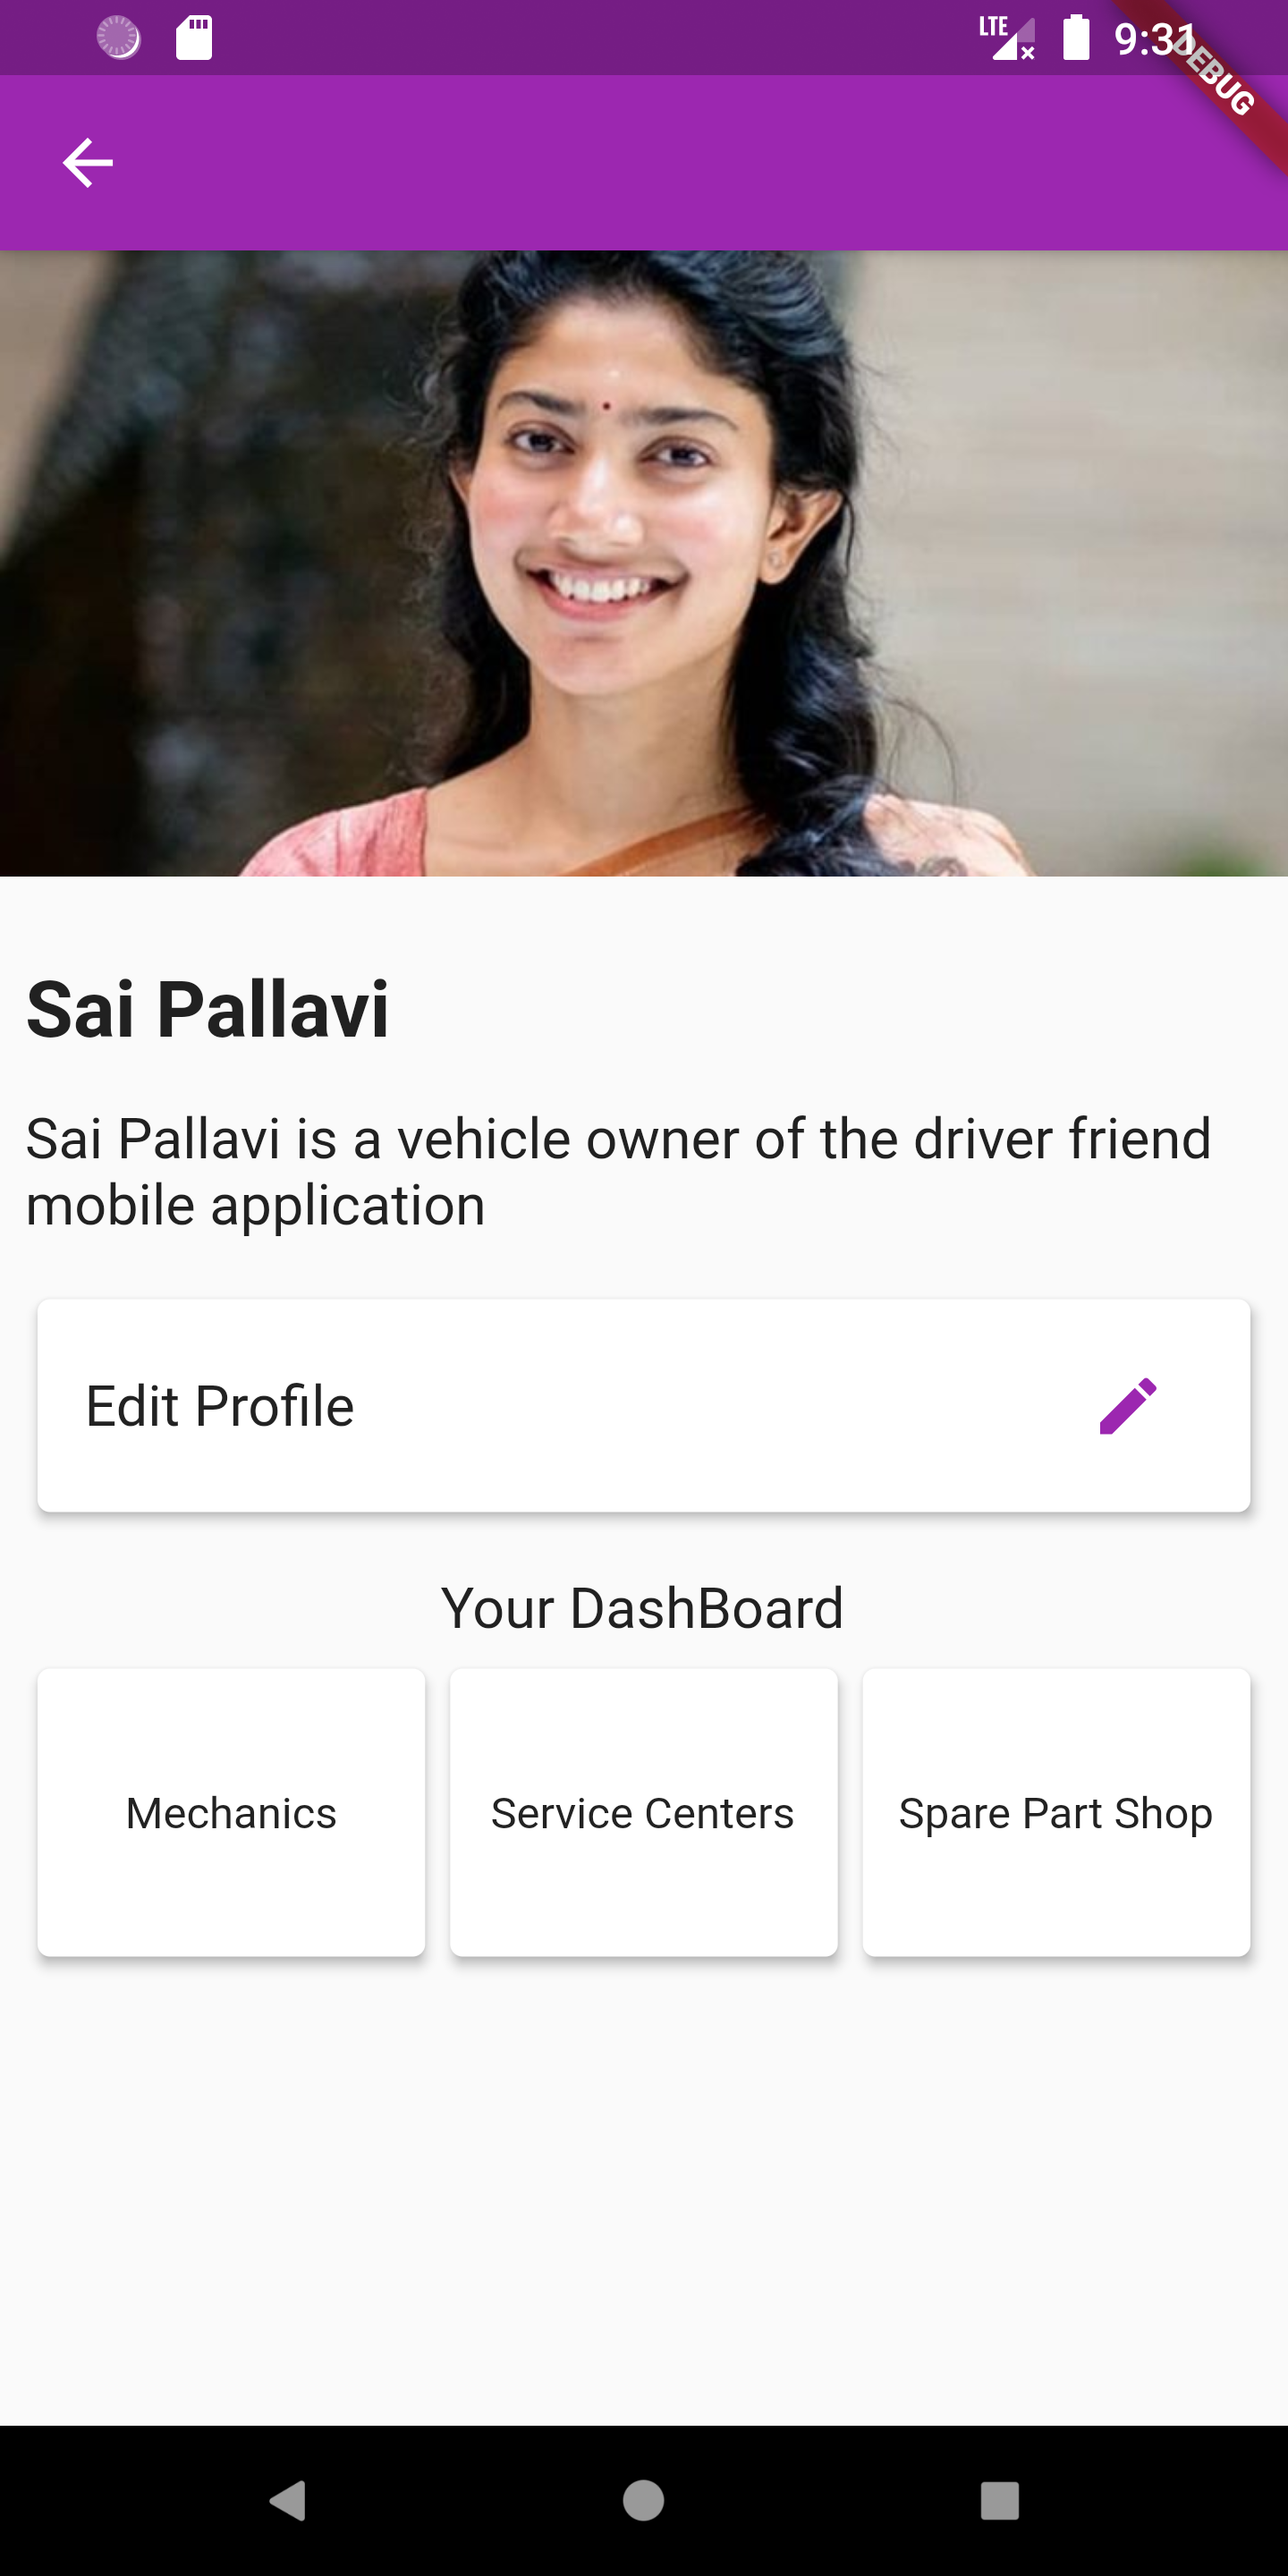 LTE 9:31
DEBUG
Sai Pallavi
Sai Pallavi is a vehicle owner of the driver friend
mobile application
Edit Profile
Your DashBoard
Mechanics
Service Centers
Spare Part Shop